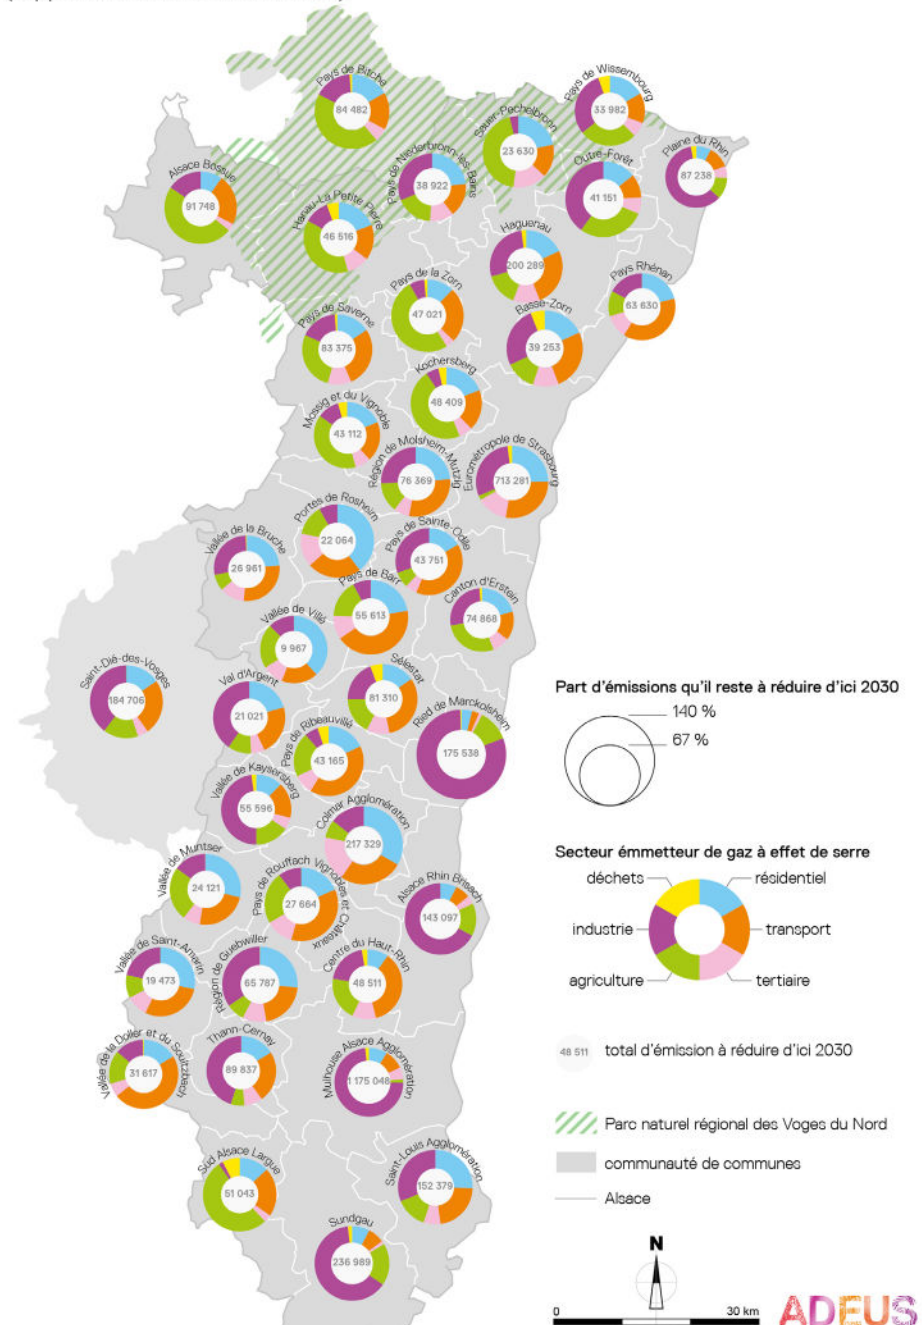 Pays de Bitche
84 482
Pays de Wissembourg
33 982
Sauer-Pechelbronn
23 630
Plaine du Rhin
87 238
Outre-Forêt
41 151
Pays de Niederbronn-les-Bains
38 922
Alsace Bossue
91 748
Hanau-La Petite Pierre
46 516
Haguenau
200 289
Pays Rhénan
63 630
Pays de la Zorn
47 021
Basse-Zorn
39 253
Pays de Saverne
83 375
Kochersberg
48 409
Mossig et du Vignoble
43 112
Région de Molsheim-Mutzig
76 369
Eurométropole de Strasbourg
713 281
Portes de Rosheim
22 064
Vallée de la Bruche
26 961
Pays de Sainte-Odile
43 751
Pays de Barr
55 613
Canton d'Erstein
74 868
Vallée de Villé
9 967
Saint-Dié-des-Vosges
184 706
Val d'Argent
21 021
Sélestat
81 310
Ried de Marckolsheim
175 538
Pays de Ribeauvillé
43 165
Vallée de Kaysersberg
55 596
Colmar Agglomération
217 329
Vallée de Munster
24 121
Pays de Rouffach Vignobles et Châteaux
27 664
Alsace Rhin Brisach
143 097
Vallée de Saint-Amarin
19 473
Région de Guebwiller
65 787
Centre du Haut-Rhin
48 511
Vallée de la Doller et du Soultzbach
31 617
Thann-Cernay
89 837
Mulhouse Alsace Agglomération
1 175 048
Sud Alsace Largue
51 043
Saint-Louis Agglomération
152 379
Sundgau
236 989
Part d'émissions qu'il reste à réduire d'ici 2030
140 %
67 %
Secteur émmetteur de gaz à effet de serre
déchets
résidentiel
industrie
transport
agriculture
tertiaire
48 511 total d'émission à réduire d'ici 2030
Parc naturel régional des Voges du Nord
communauté de communes
Alsace
N
0 30 km
ADEUS